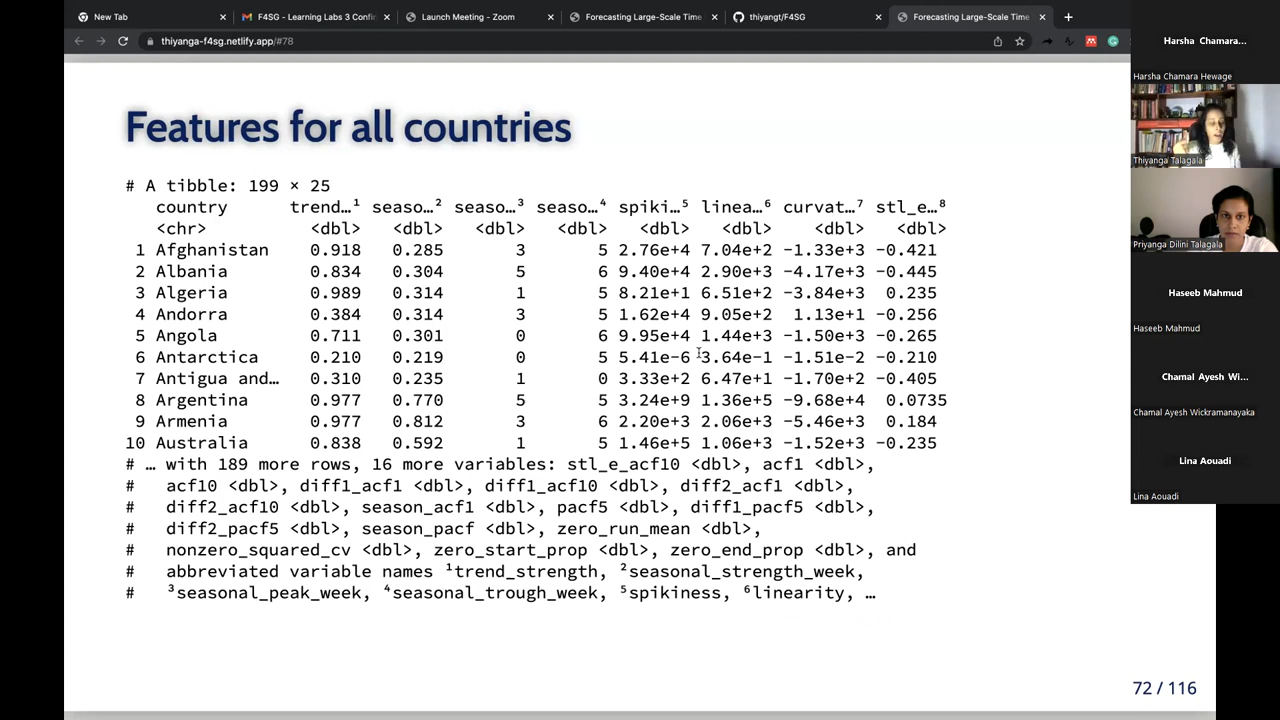 New Tab
F4SG - Learning Labs 3 Confir
Launch Meeting - Zoom
Forecasting Large-Scale Time
thiyangt/F4SG
Forecasting Large-Scale Time
thiyanga-f4sg.netlify.app/#78
Features for all countries
# A tibble: 199 × 25
country trend…¹ seaso…² seaso…³ seaso…⁴ spiki…⁵ linea…⁶ curvat…⁷ stl_e…⁸
<chr> <dbl> <dbl> <dbl> <dbl> <dbl> <dbl> <dbl> <dbl>
1 Afghanistan 0.918 0.285 3 5 2.76e+4 7.04e+2 -1.33e+3 -0.421
2 Albania 0.834 0.304 5 6 9.40e+4 2.90e+3 -4.17e+3 -0.445
3 Algeria 0.989 0.314 1 5 8.21e+1 6.51e+2 -3.84e+3 0.235
4 Andorra 0.384 0.314 3 5 1.62e+4 9.05e+2 1.13e+1 -0.256
5 Angola 0.711 0.301 0 6 9.95e+4 1.44e+3 -1.50e+3 -0.265
6 Antarctica 0.210 0.219 0 5 5.41e-6 3.64e-1 -1.51e-2 -0.210
7 Antigua and… 0.310 0.235 1 0 3.33e+2 6.47e+1 -1.70e+2 -0.405
8 Argentina 0.977 0.770 5 5 3.24e+9 1.36e+5 -9.68e+4 0.0735
9 Armenia 0.977 0.812 3 6 2.20e+3 2.06e+3 -5.46e+3 0.184
10 Australia 0.838 0.592 1 5 1.46e+5 1.06e+3 -1.52e+3 -0.235
# … with 189 more rows, 16 more variables: stl_e_acf10 <dbl>, acf1 <dbl>,
# acf10 <dbl>, diff1_acf1 <dbl>, diff1_acf10 <dbl>, diff2_acf1 <dbl>,
# diff2_acf10 <dbl>, season_acf1 <dbl>, pacf5 <dbl>, diff1_pacf5 <dbl>,
# diff2_pacf5 <dbl>, season_pacf <dbl>, zero_run_mean <dbl>,
# nonzero_squared_cv <dbl>, zero_start_prop <dbl>, zero_end_prop <dbl>, and
# abbreviated variable names ¹trend_strength, ²seasonal_strength_week,
# ³seasonal_peak_week, ⁴seasonal_trough_week, ⁵spikiness, ⁶linearity, …
72 / 116
Harsha Chamara...
Harsha Chamara Hewage
Thiyanga Talagala
Priyanga Dilini Talagala
Haseeb Mahmud
Haseeb Mahmud
Chamal Ayesh Wi...
Chamal Ayesh Wickramanayaka
Lina Aouadi
Lina Aouadi